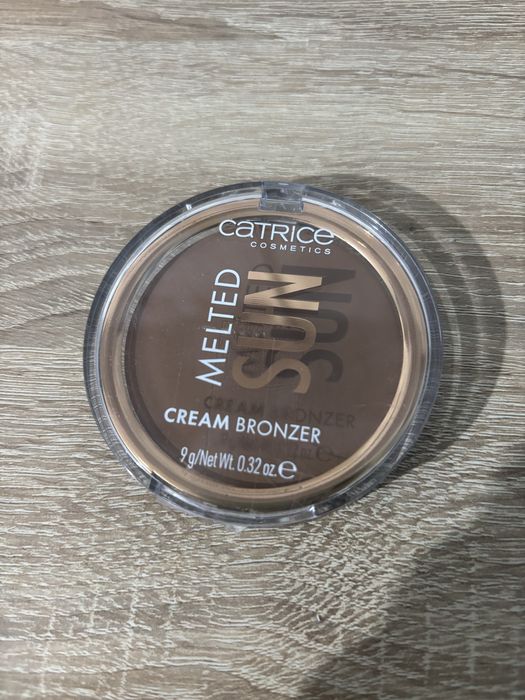 CATRICE
COSMETICS
MELTED
SUN
CREAM BRONZER
9 g/Net Wt. 0.32 oz. ℮